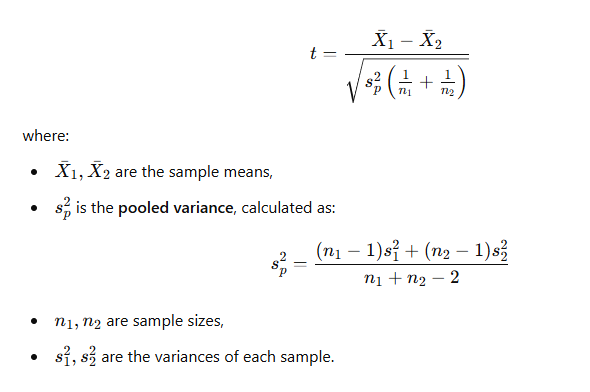 t = \frac{\bar{X}_1 - \bar{X}_2}{\sqrt{s_p^2 \left( \frac{1}{n_1} + \frac{1}{n_2} \right)}}
where:
• \bar{X}_1, \bar{X}_2 are the sample means,
• s_p^2 is the pooled variance, calculated as:
s_p^2 = \frac{(n_1 - 1)s_1^2 + (n_2 - 1)s_2^2}{n_1 + n_2 - 2}
• n_1, n_2 are sample sizes,
• s_1^2, s_2^2 are the variances of each sample.